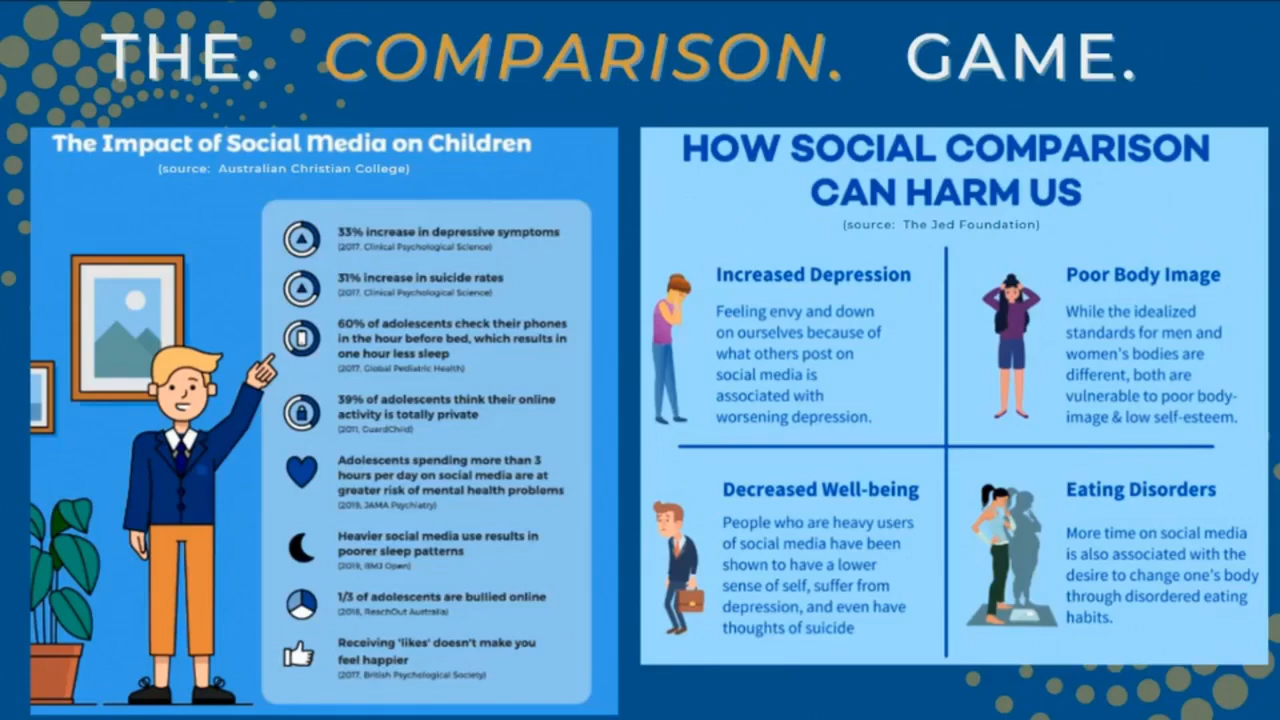 THE. COMPARISON. GAME.
The Impact of Social Media on Children
(source: Australian Christian College)
33% increase in depressive symptoms
(2017, Clinical Psychological Science)
31% increase in suicide rates
(2017, Clinical Psychological Science)
60% of adolescents check their phones
in the hour before bed, which results in
one hour less sleep
(2017, Global Pediatric Health)
39% of adolescents think their online
activity is totally private
(2011, GuardChild)
Adolescents spending more than 3
hours per day on social media are at
greater risk of mental health problems
(2019, JAMA Psychiatry)
Heavier social media use results in
poorer sleep patterns
(2019, BMJ Open)
1/3 of adolescents are bullied online
(2018, ReachOut Australia)
Receiving 'likes' doesn't make you
feel happier
(2017, British Psychological Society)
HOW SOCIAL COMPARISON
CAN HARM US
(source: The Jed Foundation)
Increased Depression
Feeling envy and down
on ourselves because of
what others post on
social media is
associated with
worsening depression.
Poor Body Image
While the idealized
standards for men and
women's bodies are
different, both are
vulnerable to poor body-
image & low self-esteem.
Decreased Well-being
People who are heavy users
of social media have been
shown to have a lower
sense of self, suffer from
depression, and even have
thoughts of suicide
Eating Disorders
More time on social media
is also associated with the
desire to change one's body
through disordered eating
habits.